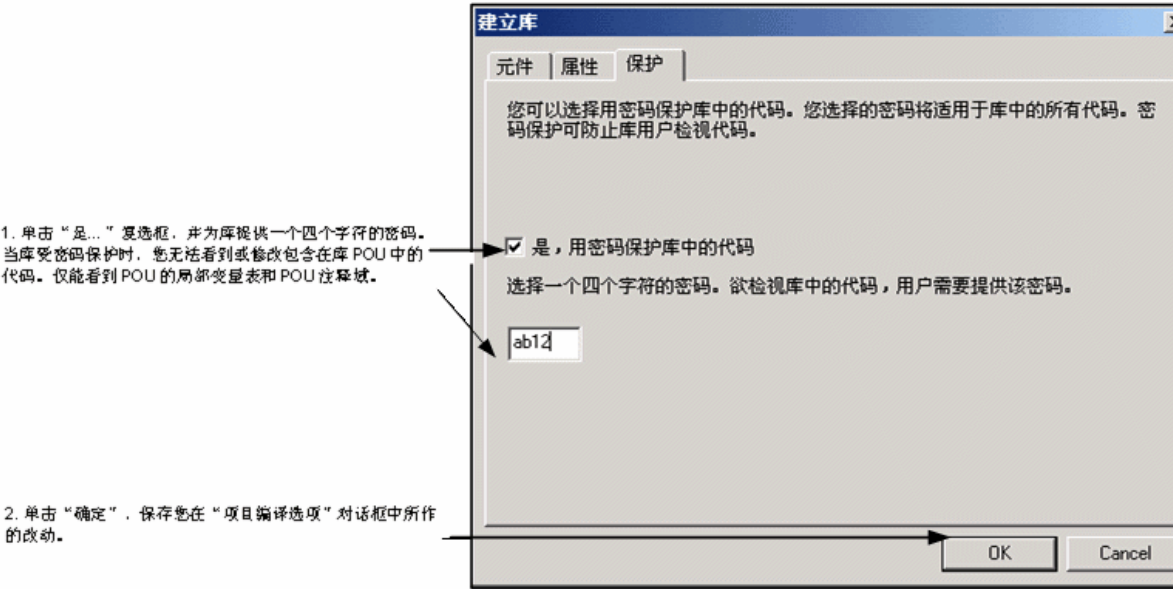 建立库
元件 属性 保护
您可以选择用密码保护库中的代码。您选择的密码将适用于库中的所有代码。密
码保护可防止库用户检视代码。
1. 单击“是...”复选框，并为库提供一个四个字符的密码。
当库受密码保护时，您无法看到或修改包含在库 POU 中的
代码。仅能看到 POU 的局部变量表和 POU 注释域。
是，用密码保护库中的代码
选择一个四个字符的密码。欲检视库中的代码，用户需要提供该密码。
ab12
2. 单击“确定”，保存您在“项目编译选项”对话框中所作
的改动。
OK Cancel